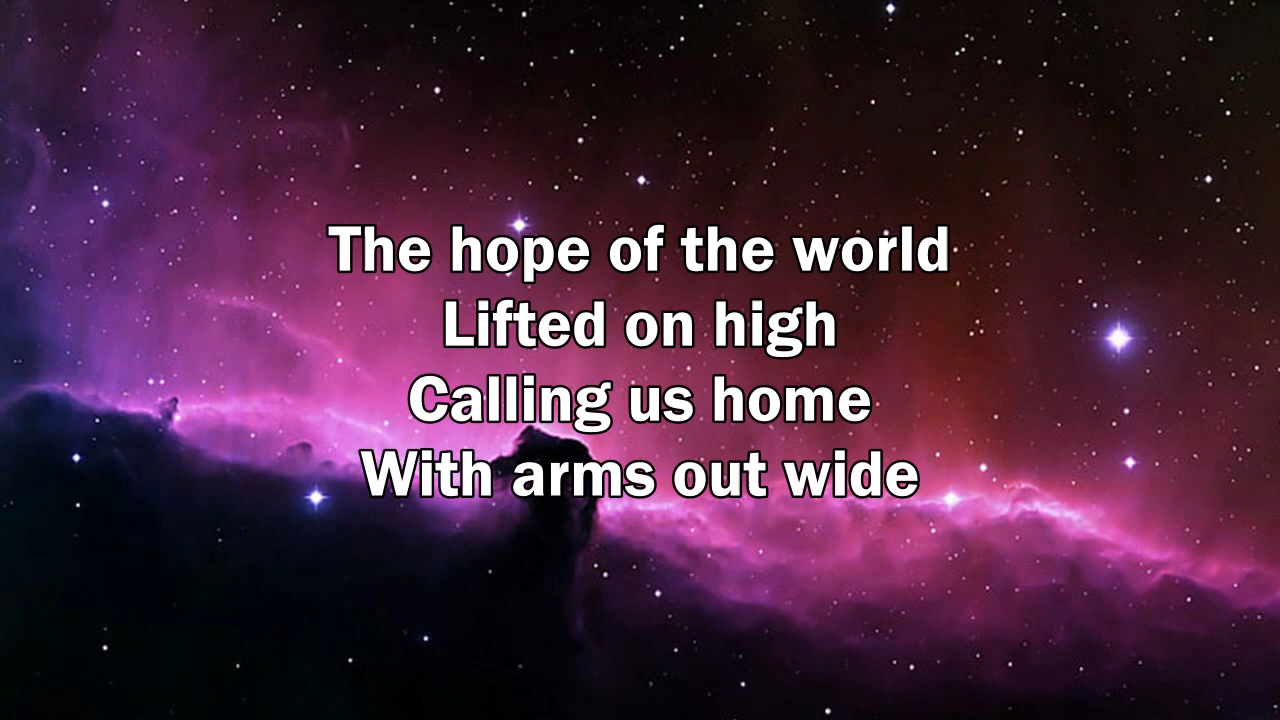 The hope of the world
Lifted on high
Calling us home
With arms out wide